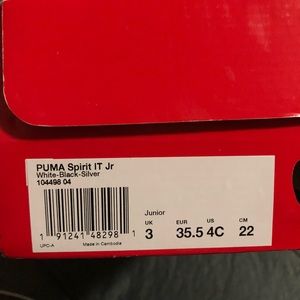 PUMA Spirit IT Jr
White-Black-Silver
104498 04
Junior
UK EUR US CM
3 35.5 4C 22
1 91241 48298 1
UPC-A Made in Cambodia